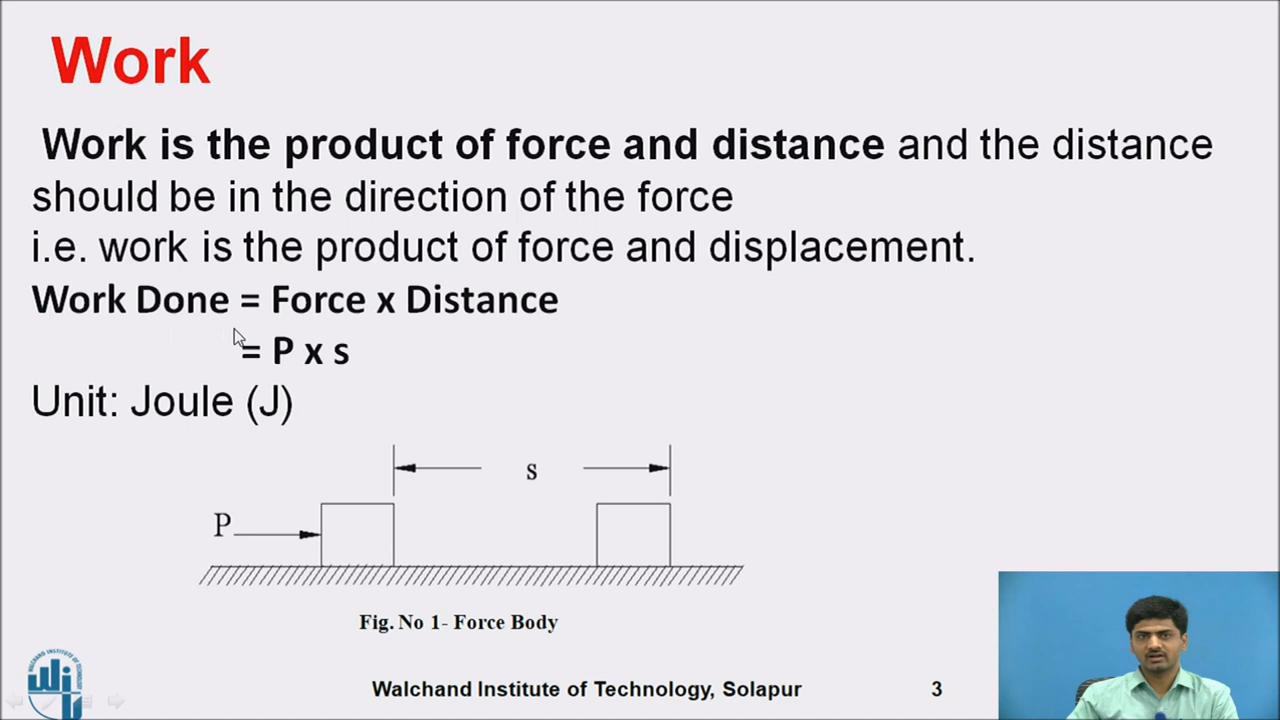 Work
Work is the product of force and distance and the distance
should be in the direction of the force
i.e. work is the product of force and displacement.
Work Done = Force x Distance
= P x s
Unit: Joule (J)
s
P
Fig. No 1- Force Body
Walchand Institute of Technology, Solapur
3